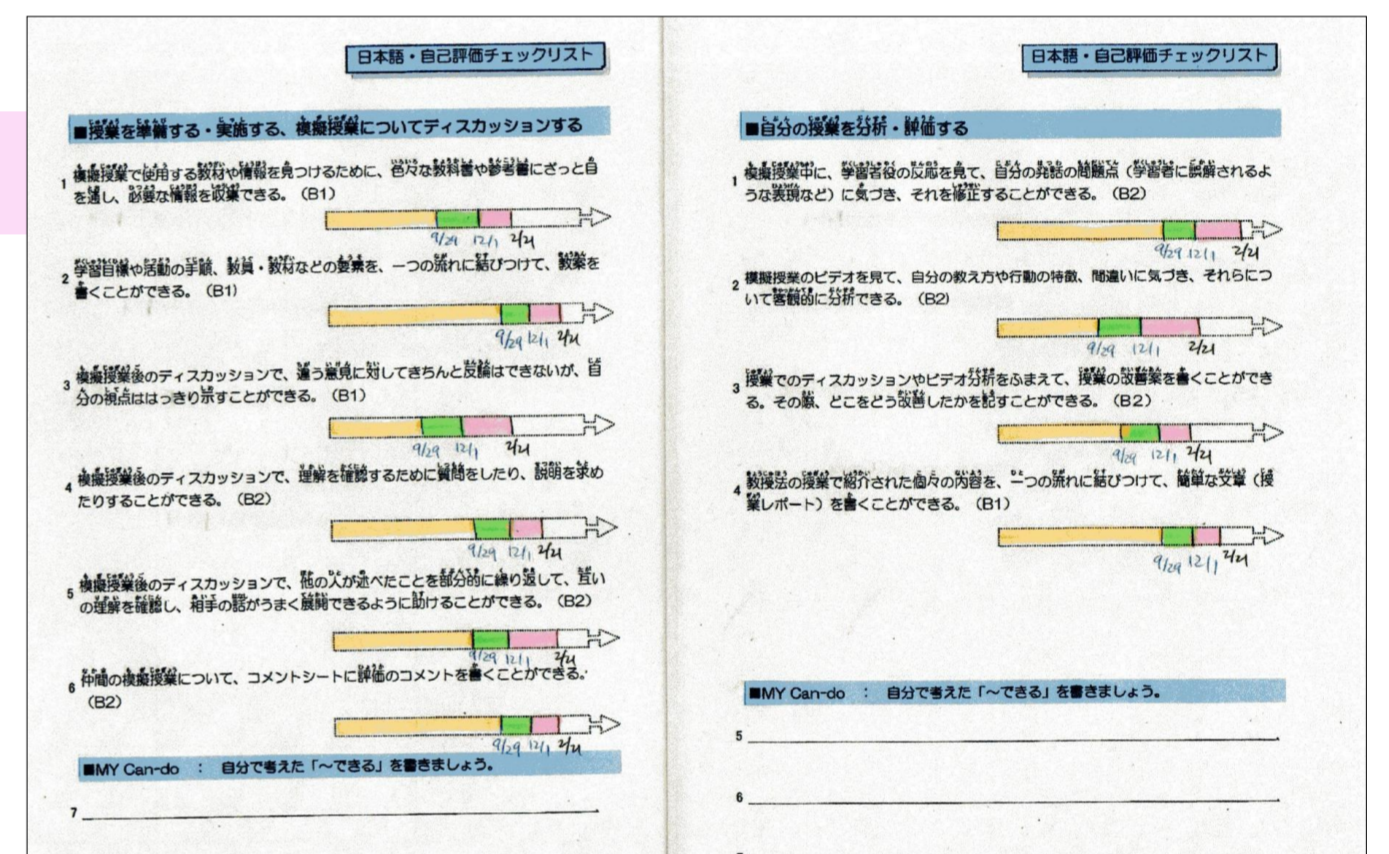 日本語・自己評価チェックリスト
■授業を準備する・実施する、模擬授業についてディスカッションする
1 模擬授業で使用する教材や情報を見つけるために、色々な教科書や参考書にざっと目
を通し、必要な情報を収集できる。（B1）
9/29 12/1 2/21
2 学習目標や活動の手順、教具・教材などの要素を、一つの流れに結びつけて、教案を
書くことができる。（B1）
9/29 12/1 2/21
3 模擬授業後のディスカッションで、違う意見に対してきちんと反論はできないが、自
分の視点ははっきり示すことができる。（B1）
9/29 12/1 2/21
4 模擬授業後のディスカッションで、理解を確認するために質問をしたり、説明を求め
たりすることができる。（B2）
9/29 12/1 2/21
5 模擬授業後のディスカッションで、他の人が述べたことを部分的に繰り返して、互い
の理解を確認し、相手の話がうまく展開できるように助けることができる。（B2）
9/29 12/1 2/21
6 仲間の模擬授業について、コメントシートに評価のコメントを書くことができる。
（B2）
9/29 12/1 2/21
■MY Can-do ： 自分で考えた「～できる」を書きましょう。
7
日本語・自己評価チェックリスト
■自分の授業を分析・評価する
1 模擬授業中に、学習者役の反応を見て、自分の発話の問題点（学習者に誤解されるよ
うな表現など）に気づき、それを修正することができる。（B2）
9/29 12/1 2/21
2 模擬授業のビデオを見て、自分の教え方や行動の特徴、間違いに気づき、それらにつ
いて客観的に分析できる。（B2）
9/29 12/1 2/21
3 授業でのディスカッションやビデオ分析をふまえて、授業の改善案を書くことができ
る。その際、どこをどう改善したかを記すことができる。（B2）
9/29 12/1 2/21
4 教授法の授業で紹介された個々の内容を、一つの流れに結びつけて、簡単な文章（授
業レポート）を書くことができる。（B1）
9/29 12/1 2/21
■MY Can-do ： 自分で考えた「～できる」を書きましょう。
5
6